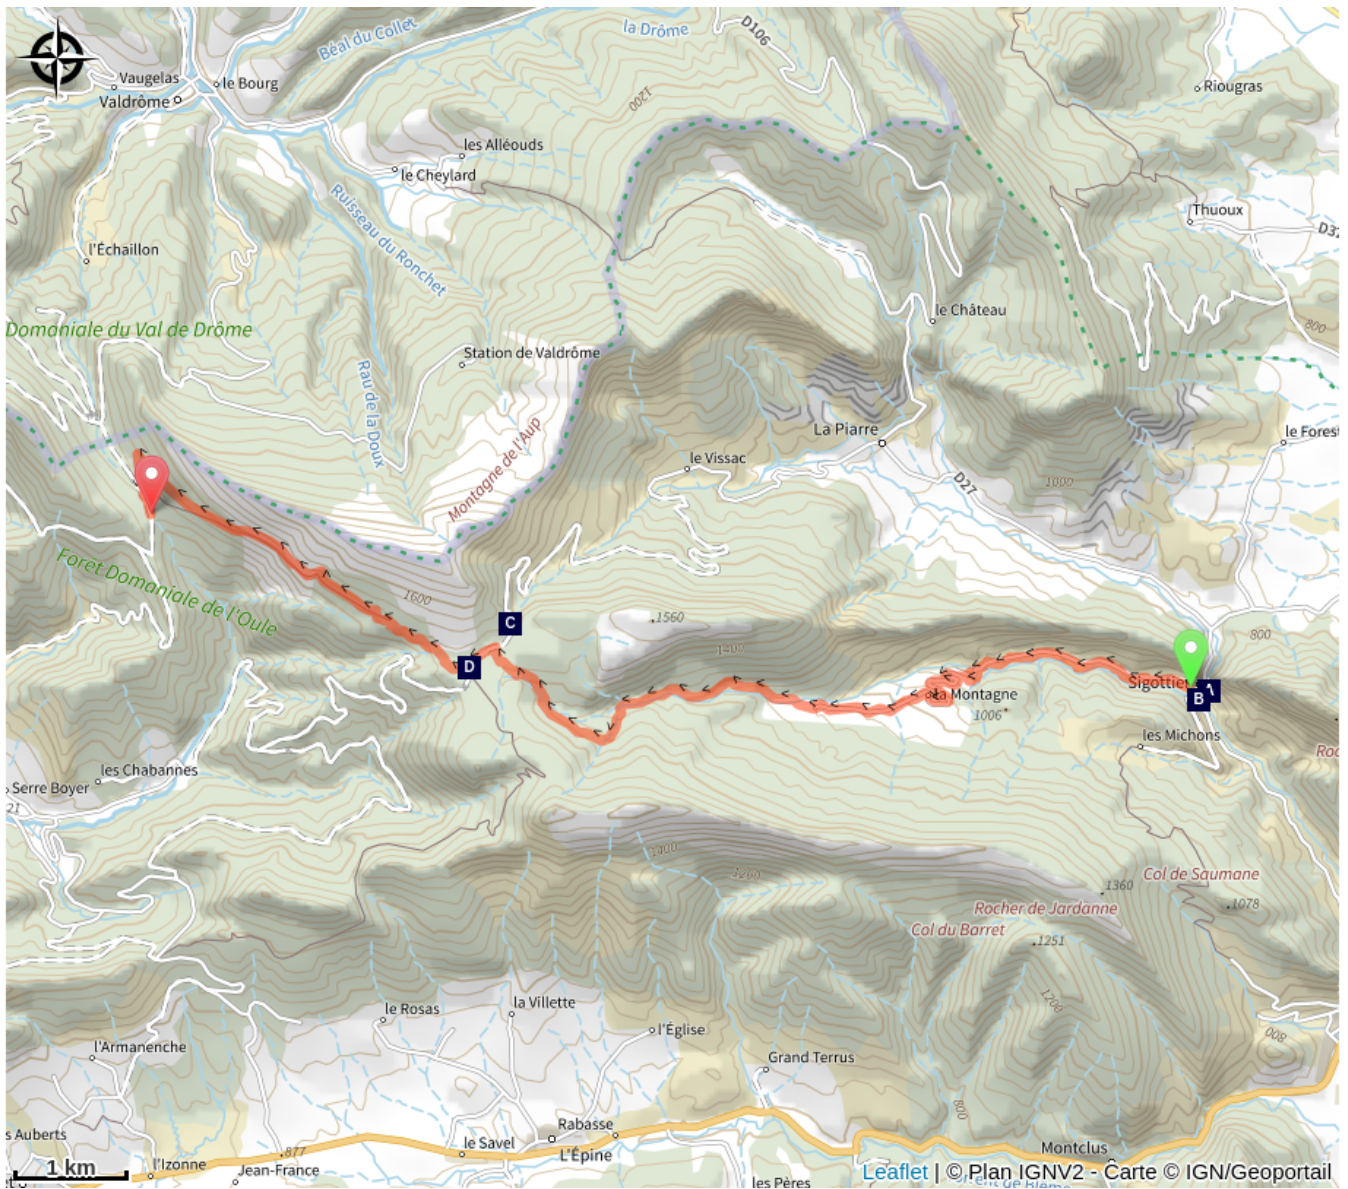 Béal du Collet
la Drôme
D106
Vaugelas
le Bourg
Valdrôme
1200
Riougras
les Alléouds
le Cheylard
Ruisseau du Ronchet
Thuoux
l'Échaillon
le Château
Domaniale du Val de Drôme
800
Station de Valdrôme
Rau de la Doux
Montagne de l'Aup
La Piarre
le Forest
le Vissac
D27
1000
Forêt Domaniale de l'Oule
1600
C
1560
1400
800
D
Sigottier
A
B
la Montagne
1006
les Michons
les Chabannes
Serre Boyer
21
1400
1200
Col de Saumane
1360
1078
Rocher de Jardanne
Col du Barret
1251
le Rosas
la Villette
1200
l'Église
800
l'Armanenche
Grand Terrus
800
s Auberts
Rabasse
877
le Savel
L'Épine
Montclus
l'Izonne
Jean-France
les Pères
1 km
Leaflet | © Plan IGNV2 - Carte © IGN/Geoportail